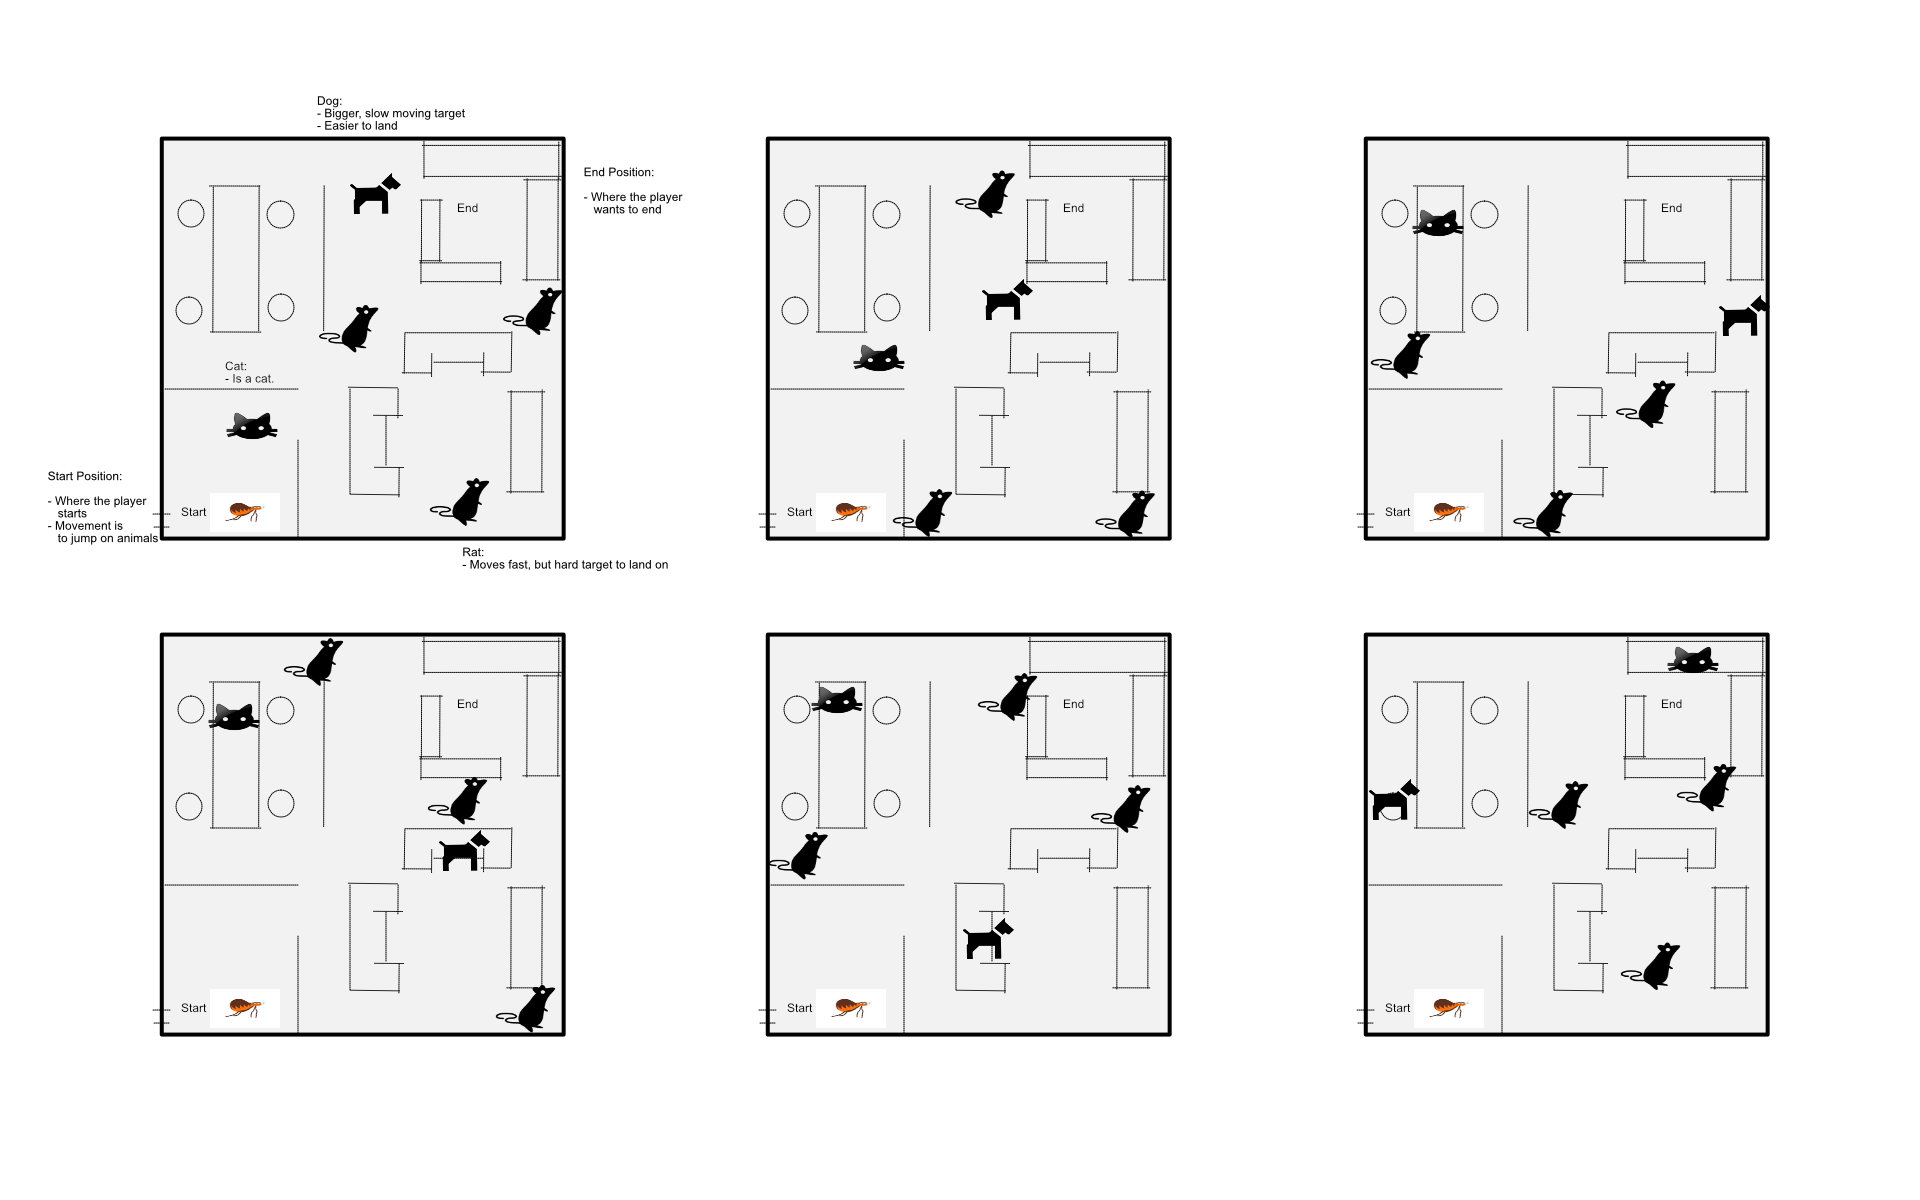 Dog:
- Bigger, slow moving target
- Easier to land
End Position:
- Where the player
wants to end
End
Cat:
- Is a cat.
Start Position:
- Where the player
starts
- Movement is
to jump on animals
Start
Rat:
- Moves fast, but hard target to land on
End
Start
End
Start
End
Start
End
Start
End
Start